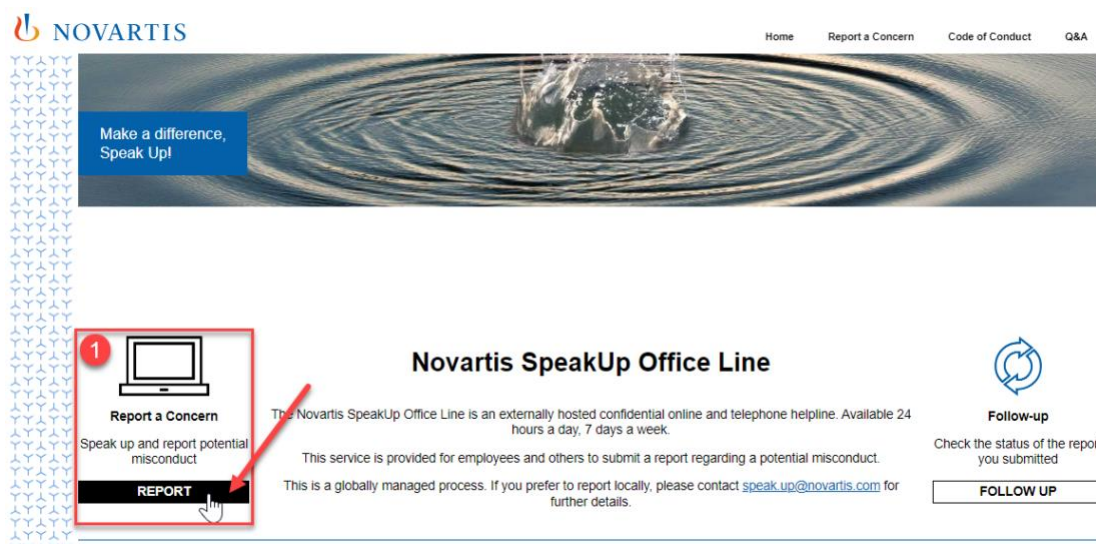 NOVARTIS
Home Report a Concern Code of Conduct Q&A
Make a difference,
Speak Up!
1
Report a Concern
Speak up and report potential
misconduct
REPORT
Novartis SpeakUp Office Line
The Novartis SpeakUp Office Line is an externally hosted confidential online and telephone helpline. Available 24
hours a day, 7 days a week.
This service is provided for employees and others to submit a report regarding a potential misconduct.
This is a globally managed process. If you prefer to report locally, please contact speak.up@novartis.com for
further details.
Follow-up
Check the status of the repor
you submitted
FOLLOW UP